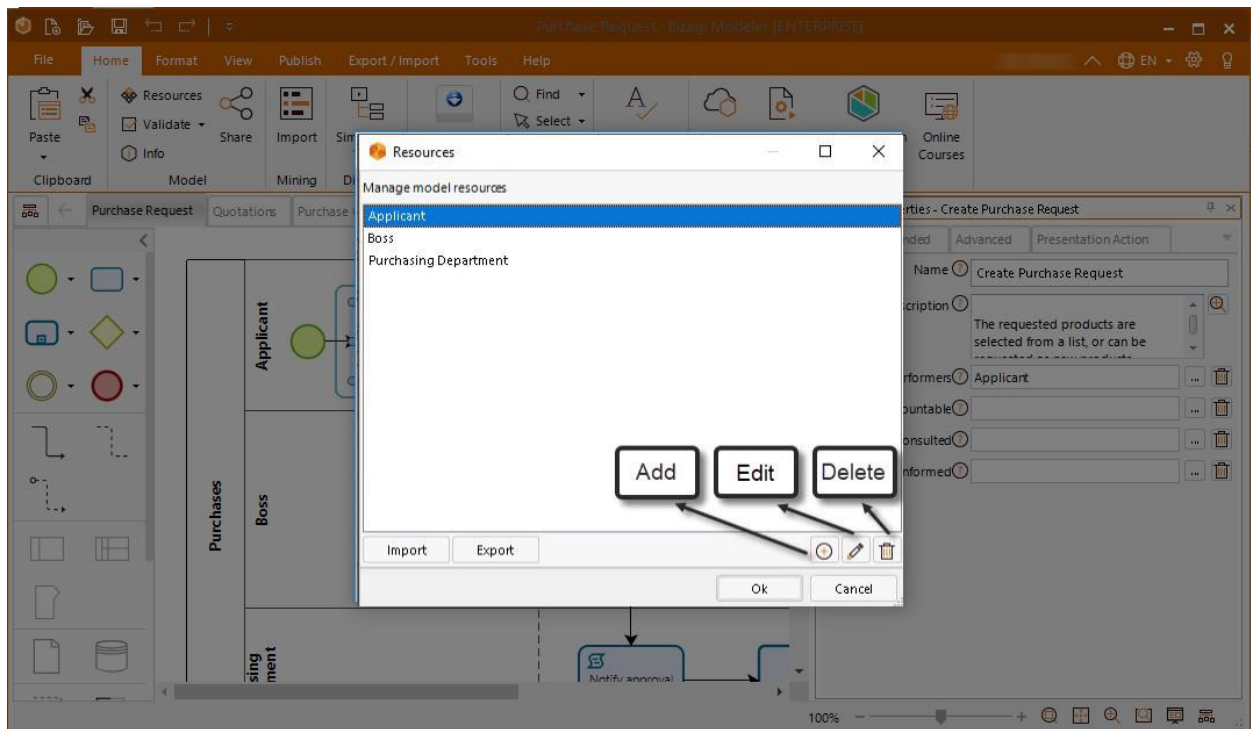 Purchase Request - Bizagi Modeler [ENTERPRISE]
File Home Format View Publish Export / Import Tools Help
EN
Paste
Resources
Validate
Info
Share
Import
Find
Select
Online
Courses
Clipboard
Model
Mining
Resources
Manage model resources
Applicant
Boss
Purchasing Department
Add
Edit
Delete
Import
Export
Ok
Cancel
Purchase Request
Quotations
Applicant
Purchases
Boss
Notify approval
Create Purchase Request
Advanced
Presentation Action
Name
Create Purchase Request
The requested products are
selected from a list, or can be
Applicant
100%